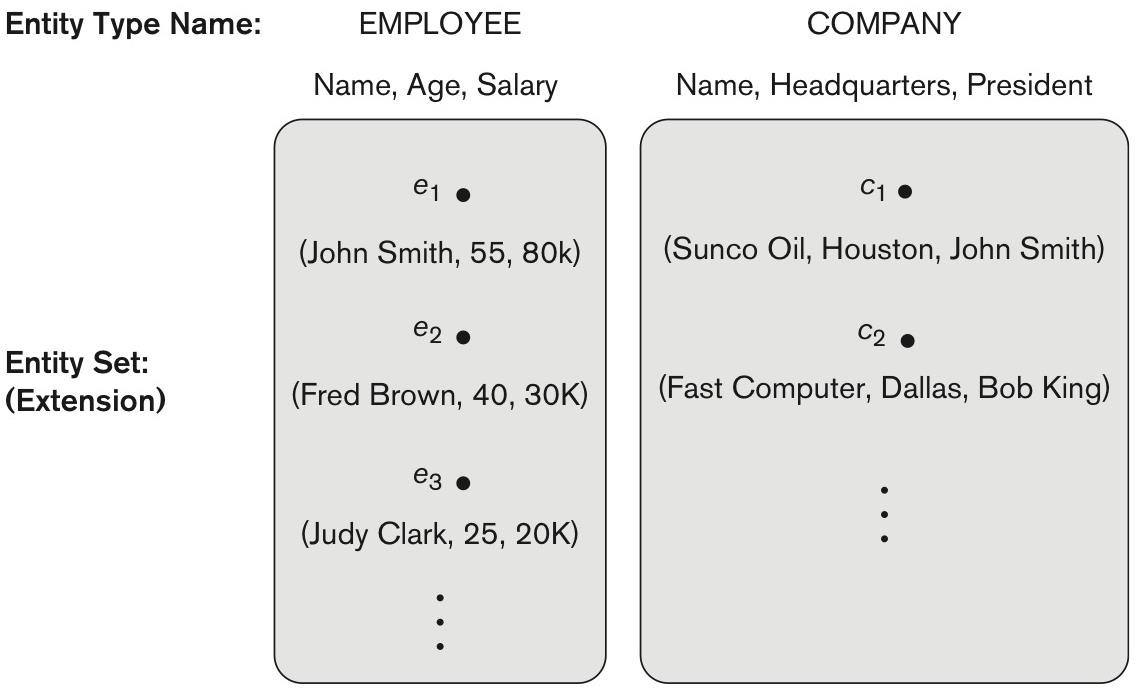 Entity Type Name: EMPLOYEE COMPANY
Name, Age, Salary Name, Headquarters, President
e1 c1
(John Smith, 55, 80k) (Sunco Oil, Houston, John Smith)
e2 c2
(Fred Brown, 40, 30K) (Fast Computer, Dallas, Bob King)
Entity Set:
(Extension)
e3
(Judy Clark, 25, 20K)